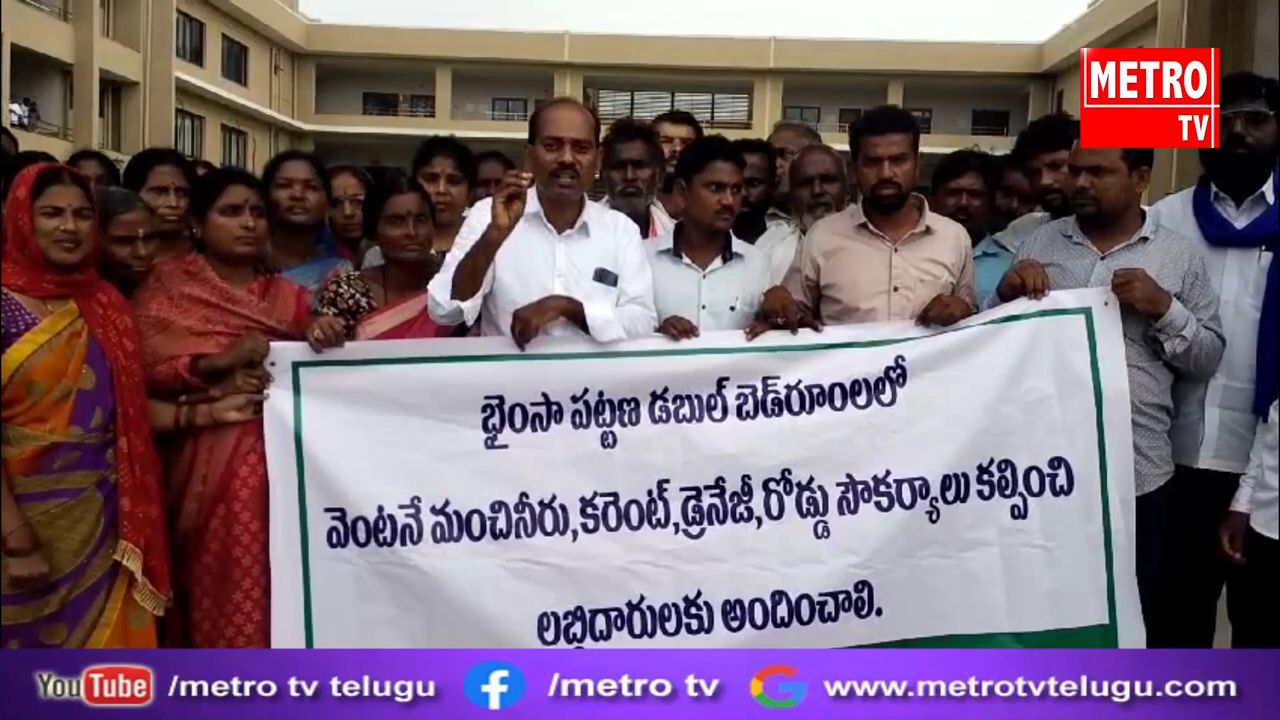 METRO
TV
భైంసా పట్టణ డబుల్ బెడ్‌రూంలలో
వెంటనే మంచినీరు,కరెంట్,డ్రైనేజీ,రోడ్డు సౌకర్యాలు కల్పించి
లబ్ధిదారులకు అందించాలి.
YouTube /metro tv telugu f /metro tv G www.metrotvtelugu.com